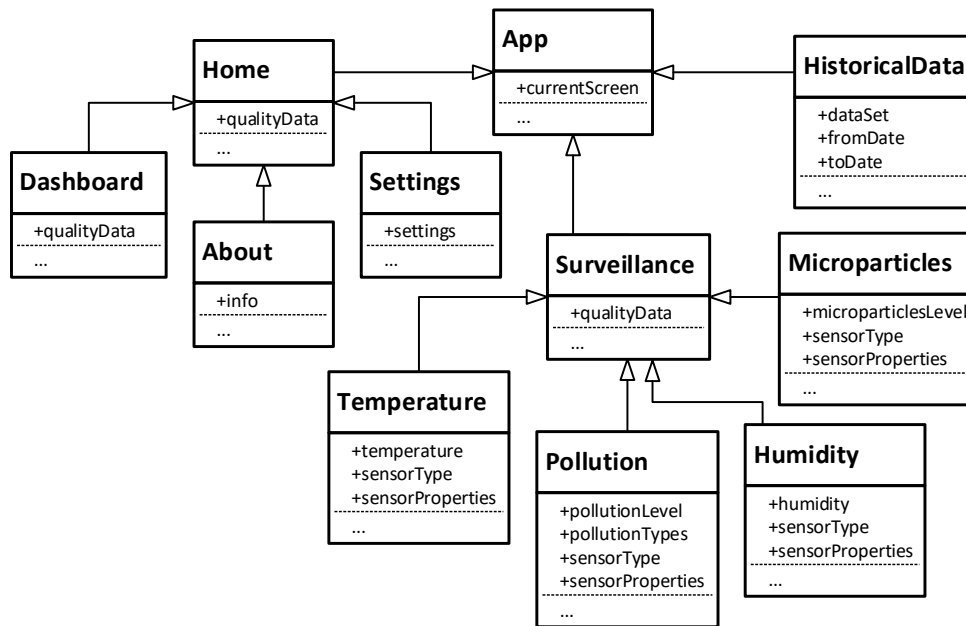 App
+currentScreen
...
Home
+qualityData
...
HistoricalData
+dataSet
+fromDate
+toDate
...
Dashboard
+qualityData
...
About
+info
...
Settings
+settings
...
Surveillance
+qualityData
...
Microparticles
+microparticlesLevel
+sensorType
+sensorProperties
...
Temperature
+temperature
+sensorType
+sensorProperties
...
Pollution
+pollutionLevel
+pollutionTypes
+sensorType
+sensorProperties
...
Humidity
+humidity
+sensorType
+sensorProperties
...